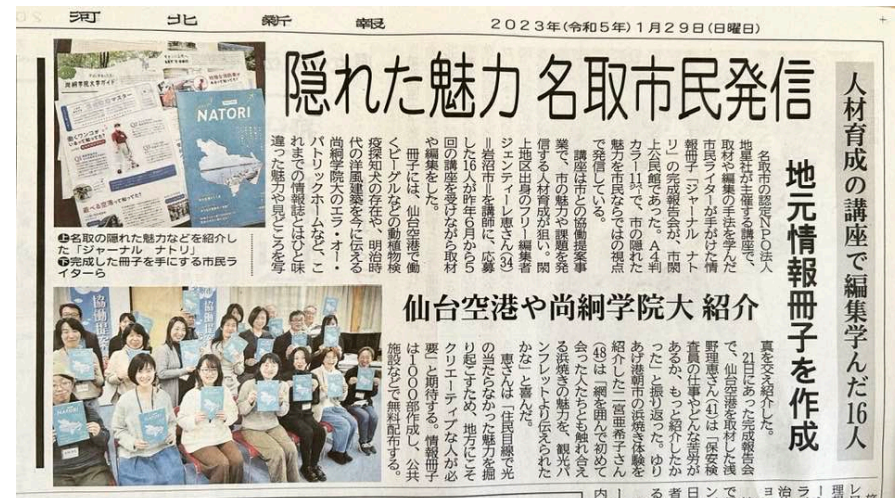 河北新報
2023年(令和5年)1月29日(日曜日)
隠れた魅力 名取市民発信
人材育成の講座で編集学んだ16人
地元情報冊子を作成
名取市の認定NPO法人
地星社が主催する講座で、
取材や編集の手法を学んだ
市民ライターが手がけた情
報冊子「ジャーナル ナト
リ」の完成報告会が、市閖
上公民館であった。A4判
カラー11㌻で、市の隠れた
魅力を市民ならではの視点
で発信している。
講座は市との協働提案事
業で、市の魅力や課題を発
信する人材育成が狙い。閖
上地区出身のフリー編集者
ジェンティーレ恵さん(34)
=岩沼市=を講師に、応募
した16人が昨年6月から5
回の講座を受けながら取材
や編集をした。
冊子には、仙台空港で働
くビーグルなどの動植物検
疫探知犬の存在や、明治時
代の洋風建築を今に伝える
尚絅学院大のエラ・オー・
パトリックホームなど、こ
れまでの情報誌とはひと味
違った魅力や見どころを写
仙台空港や尚絅学院大 紹介
真を交え紹介した。
21日にあった完成報告会
で、仙台空港を取材した浅
野理恵さん(41)は「保安検
査員の仕事やどんな苦労が
あるか、もっと紹介したか
った」と振り返った。ゆり
あげ港朝市の浜焼き体験を
紹介した二宮亜希子さん
(48)は「網を囲んで初めて
会った人たちとも触れ合え
る浜焼きの魅力を、観光パ
ンフレットより伝えられた
かな」と喜んだ。
恵さんは「住民目線で光
の当たらなかった魅力を掘
り起こすため、地方にこそ
クリエーティブな人が必
要」と期待する。情報冊子
は1000部作成し、公共
施設などで無料配布する。
㊤名取の隠れた魅力などを紹介し
た「ジャーナル ナトリ」
㊦完成した冊子を手にする市民ラ
イターら
尚絅学院大学ガイド
NATORI
協働提案
NATORI